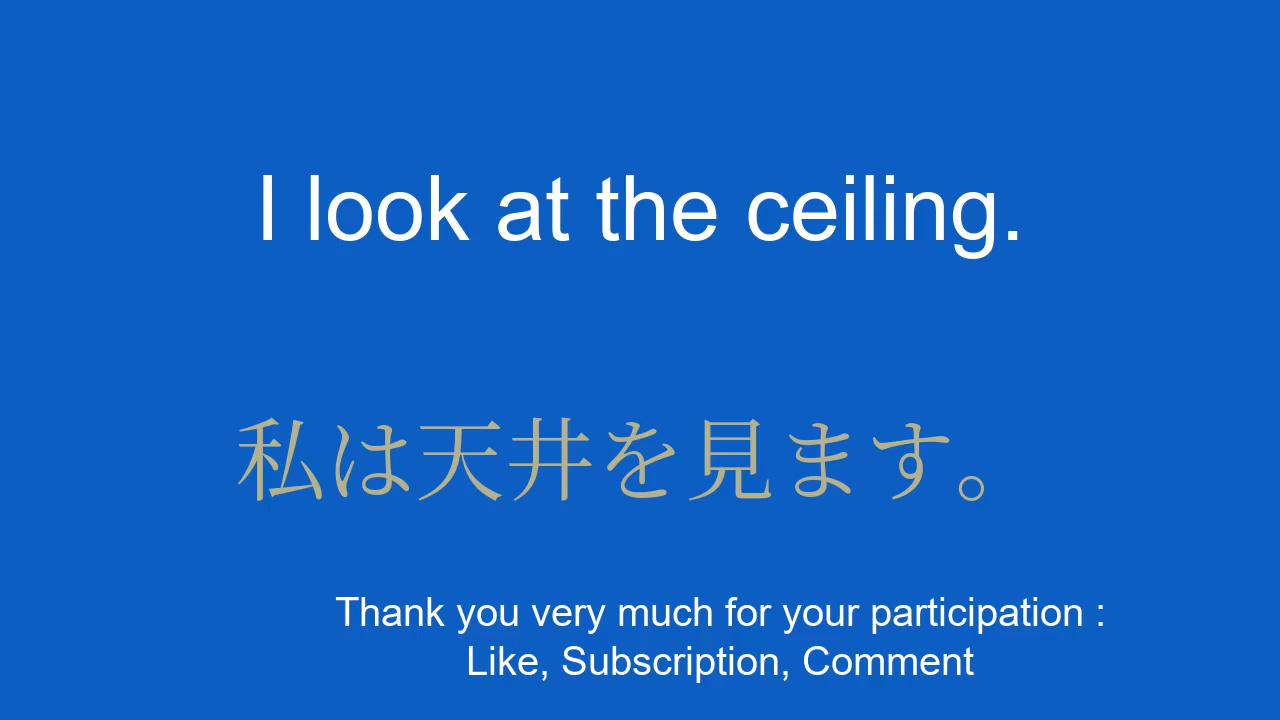 I look at the ceiling.
私は天井を見ます。
Thank you very much for your participation :
Like, Subscription, Comment